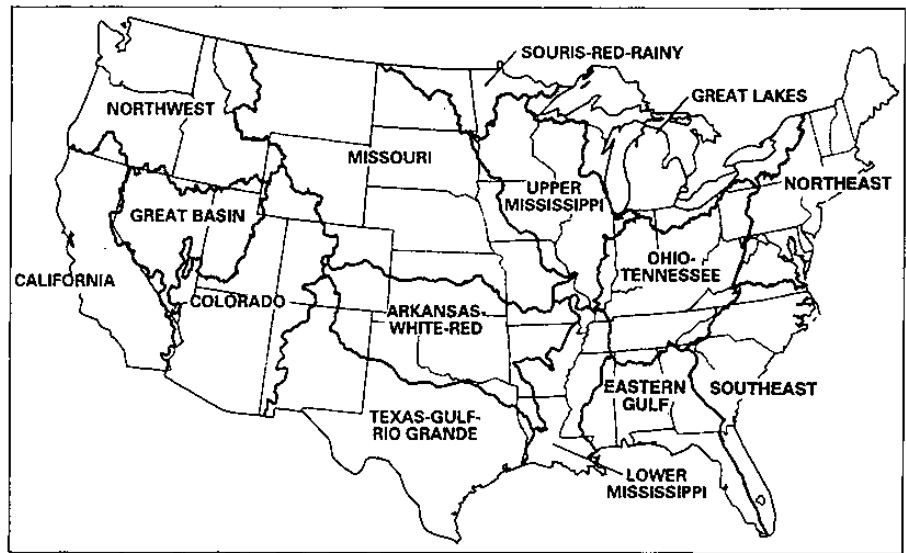 SOURIS-RED-RAINY
GREAT LAKES
NORTHWEST
MISSOURI
UPPER
MISSISSIPPI
NORTHEAST
GREAT BASIN
OHIO-
TENNESSEE
CALIFORNIA
COLORADO
ARKANSAS-
WHITE-RED
EASTERN
GULF
SOUTHEAST
TEXAS-GULF-
RIO GRANDE
LOWER
MISSISSIPPI